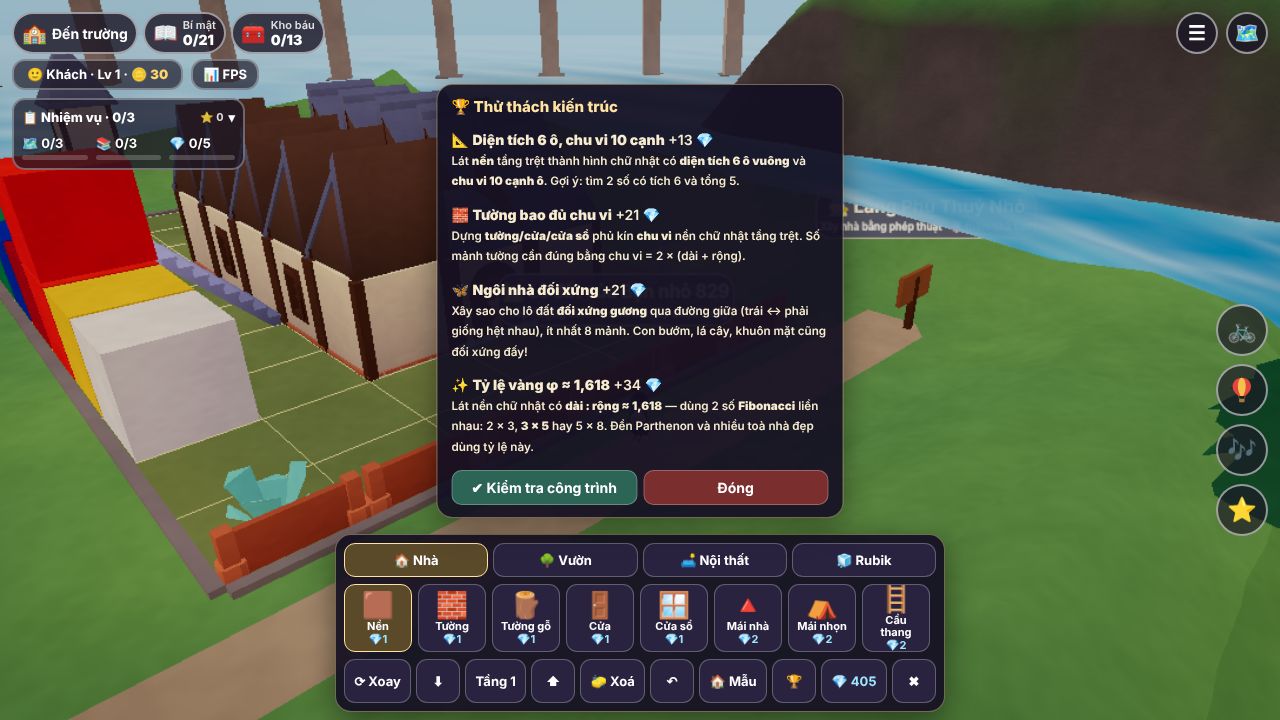 Đến trường
Bí mật
0/21
Kho báu
0/13
Khách · Lv 1 · 30
FPS
Nhiệm vụ · 0/3
0 ▼
0/3
0/3
0/5
Thử thách kiến trúc
Diện tích 6 ô, chu vi 10 cạnh +13
Lát nền tầng trệt thành hình chữ nhật có diện tích 6 ô vuông và
chu vi 10 cạnh ô. Gợi ý: tìm 2 số có tích 6 và tổng 5.
Tường bao đủ chu vi +21
Dựng tường/cửa/cửa sổ phủ kín chu vi nền chữ nhật tầng trệt. Số
mảnh tường cần đúng bằng chu vi = 2 × (dài + rộng).
Ngôi nhà đối xứng +21
Xây sao cho lô đất đối xứng gương qua đường giữa (trái ↔ phải
giống hệt nhau), ít nhất 8 mảnh. Con bướm, lá cây, khuôn mặt cũng
đối xứng đấy!
Tỷ lệ vàng φ ≈ 1,618 +34
Lát nền chữ nhật có dài : rộng ≈ 1,618 — dùng 2 số Fibonacci liền
nhau: 2 × 3, 3 × 5 hay 5 × 8. Đền Parthenon và nhiều toà nhà đẹp
dùng tỷ lệ này.
✔ Kiểm tra công trình
Đóng
Làng Phù Thuỷ Nhỏ
nhà bằng phép thuật
nhỏ 829
Nhà
Vườn
Nội thất
Rubik
Nền
1
Tường
1
Tường gỗ
1
Cửa
1
Cửa sổ
1
Mái nhà
2
Mái nhọn
2
Cầu
thang
2
⟳ Xoay
⬇
Tầng 1
⬆
Xoá
↶
Mẫu
405
✖